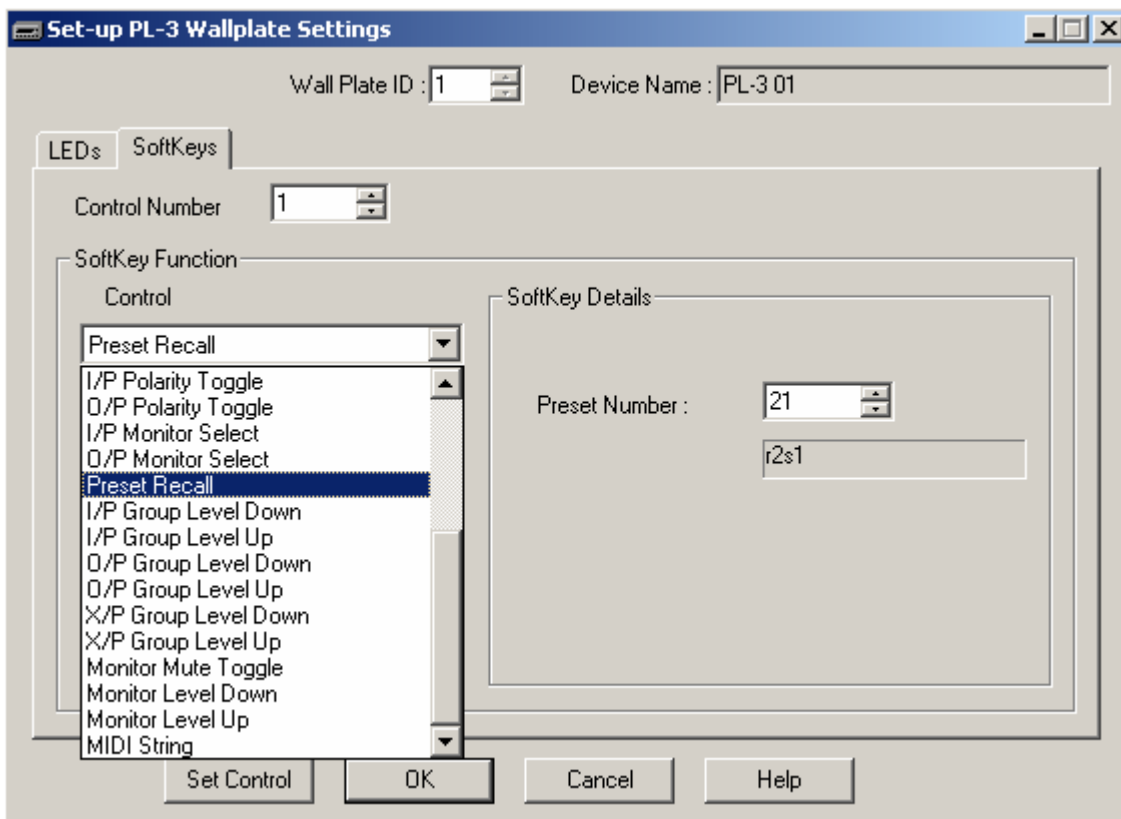 Set-up PL-3 Wallplate Settings
Wall Plate ID : 1 Device Name : PL-3 01
LEDs SoftKeys
Control Number 1
SoftKey Function
Control
Preset Recall
I/P Polarity Toggle
O/P Polarity Toggle
I/P Monitor Select
O/P Monitor Select
Preset Recall
I/P Group Level Down
I/P Group Level Up
O/P Group Level Down
O/P Group Level Up
X/P Group Level Down
X/P Group Level Up
Monitor Mute Toggle
Monitor Level Down
Monitor Level Up
MIDI String
SoftKey Details
Preset Number : 21
r2s1
Set Control OK Cancel Help